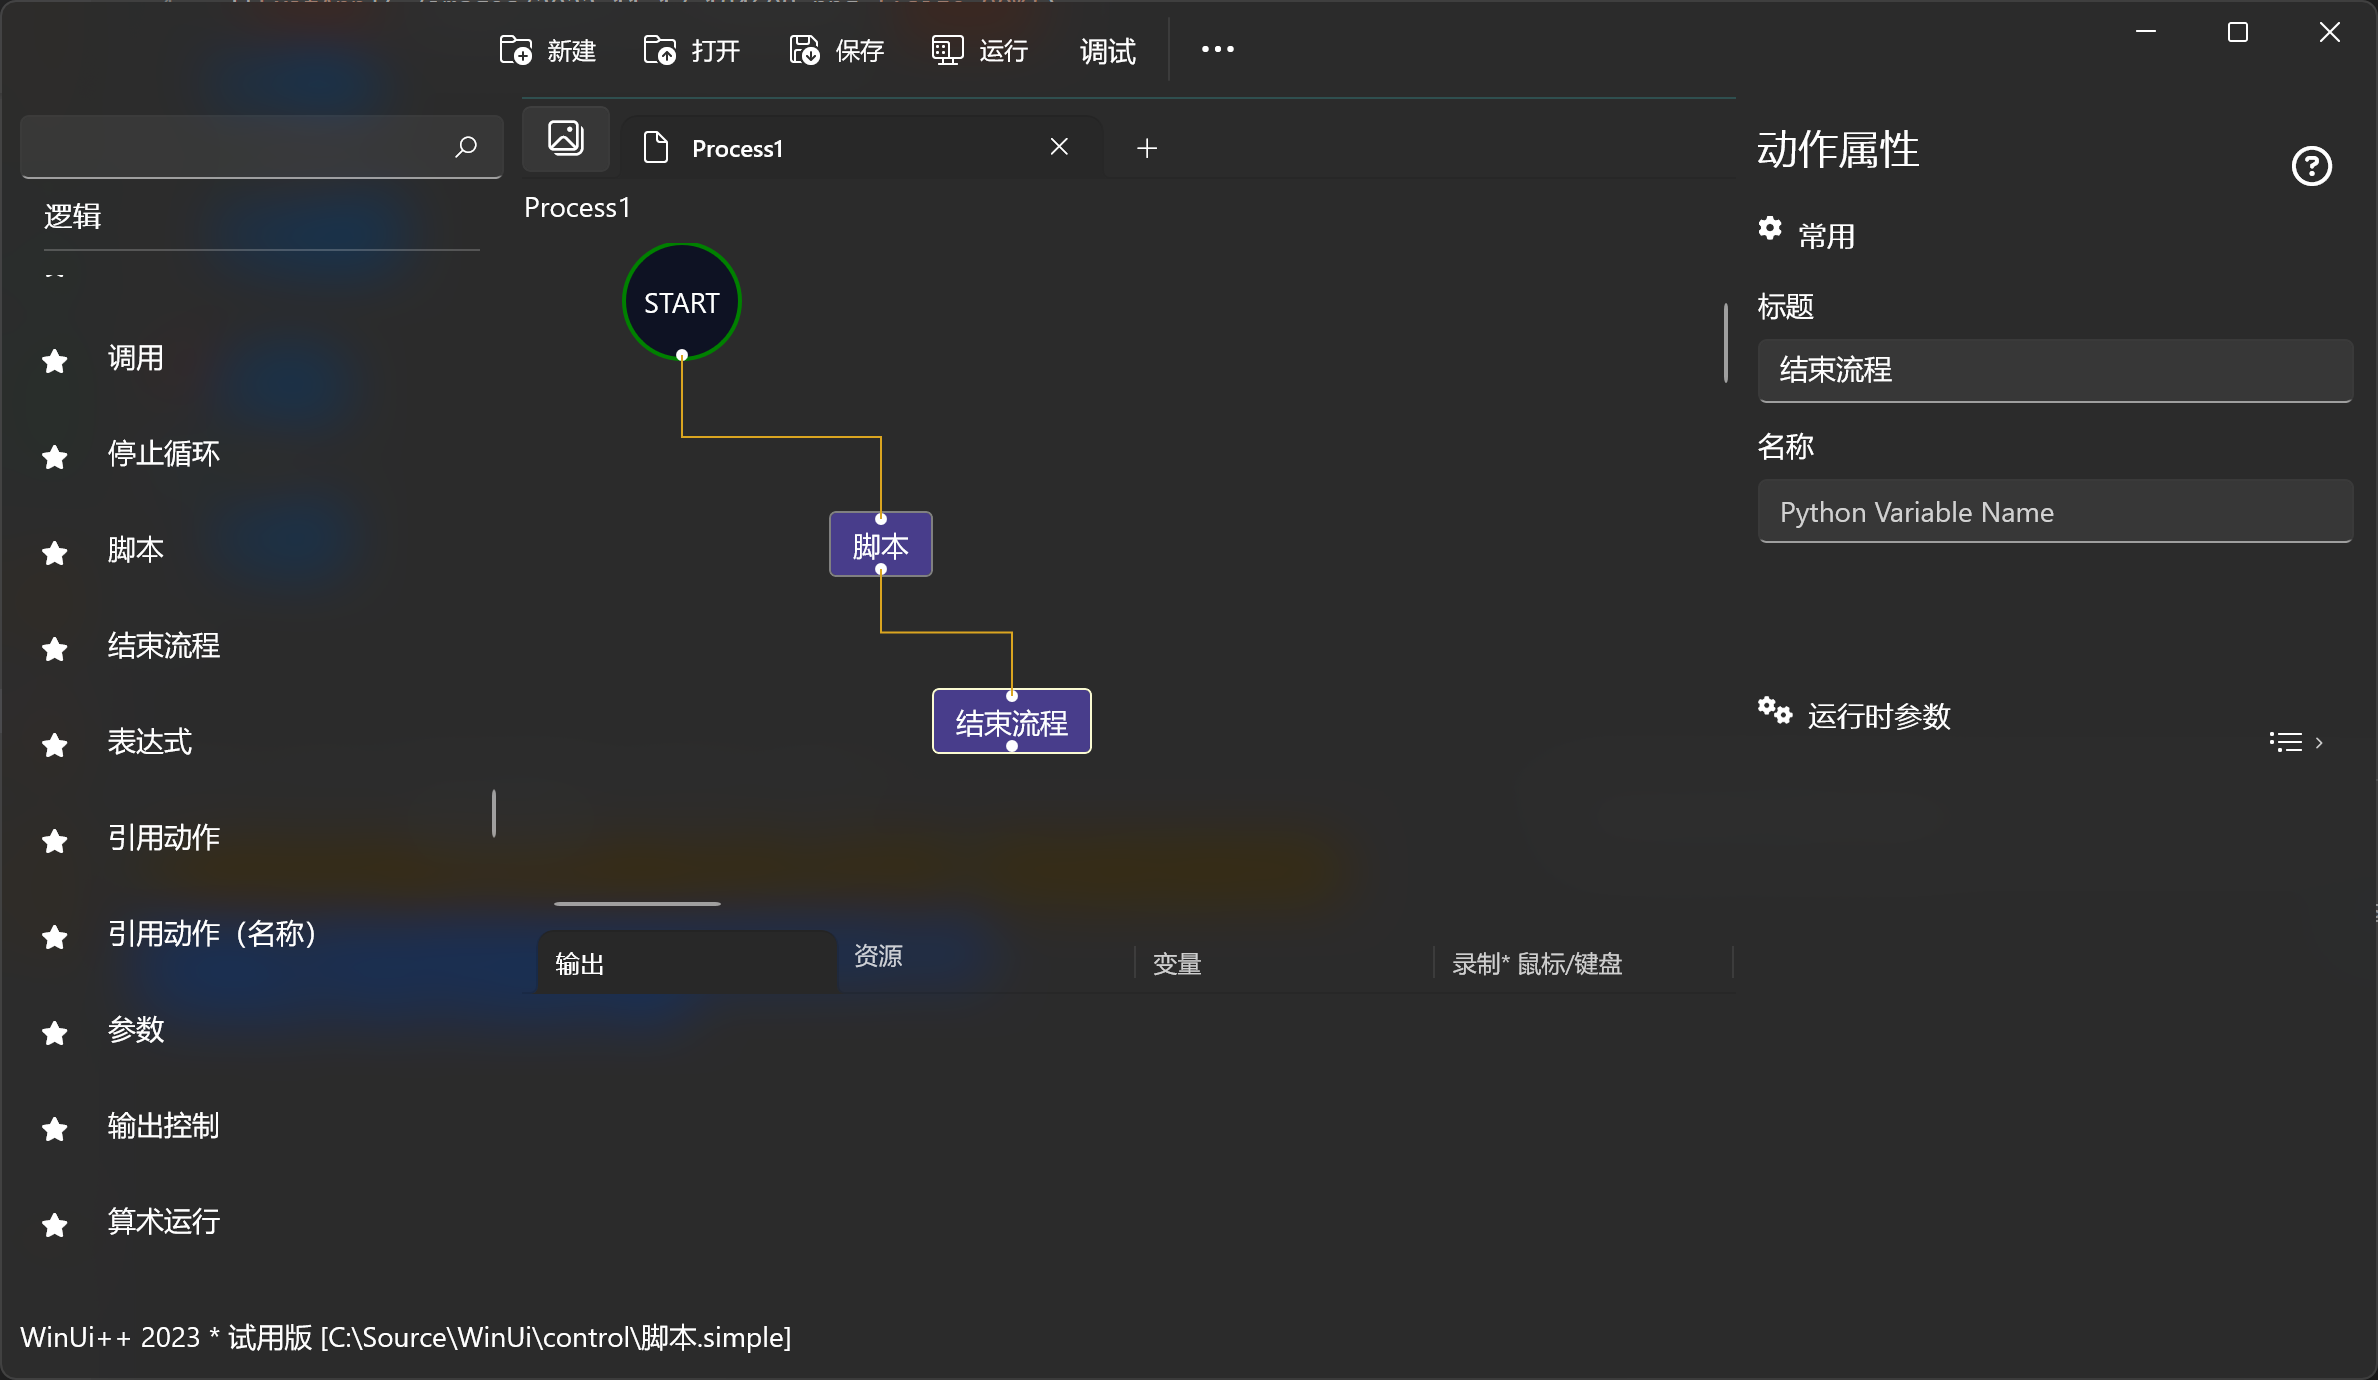 新建 打开 保存 运行 调试
Process1
逻辑
调用
停止循环
脚本
结束流程
表达式
引用动作
引用动作（名称）
参数
输出控制
算术运行
Process1
START
脚本
结束流程
输出 资源 变量 录制* 鼠标/键盘
动作属性
常用
标题
结束流程
名称
Python Variable Name
运行时参数
WinUi++ 2023 * 试用版 [C:\Source\WinUi\control\脚本.simple]